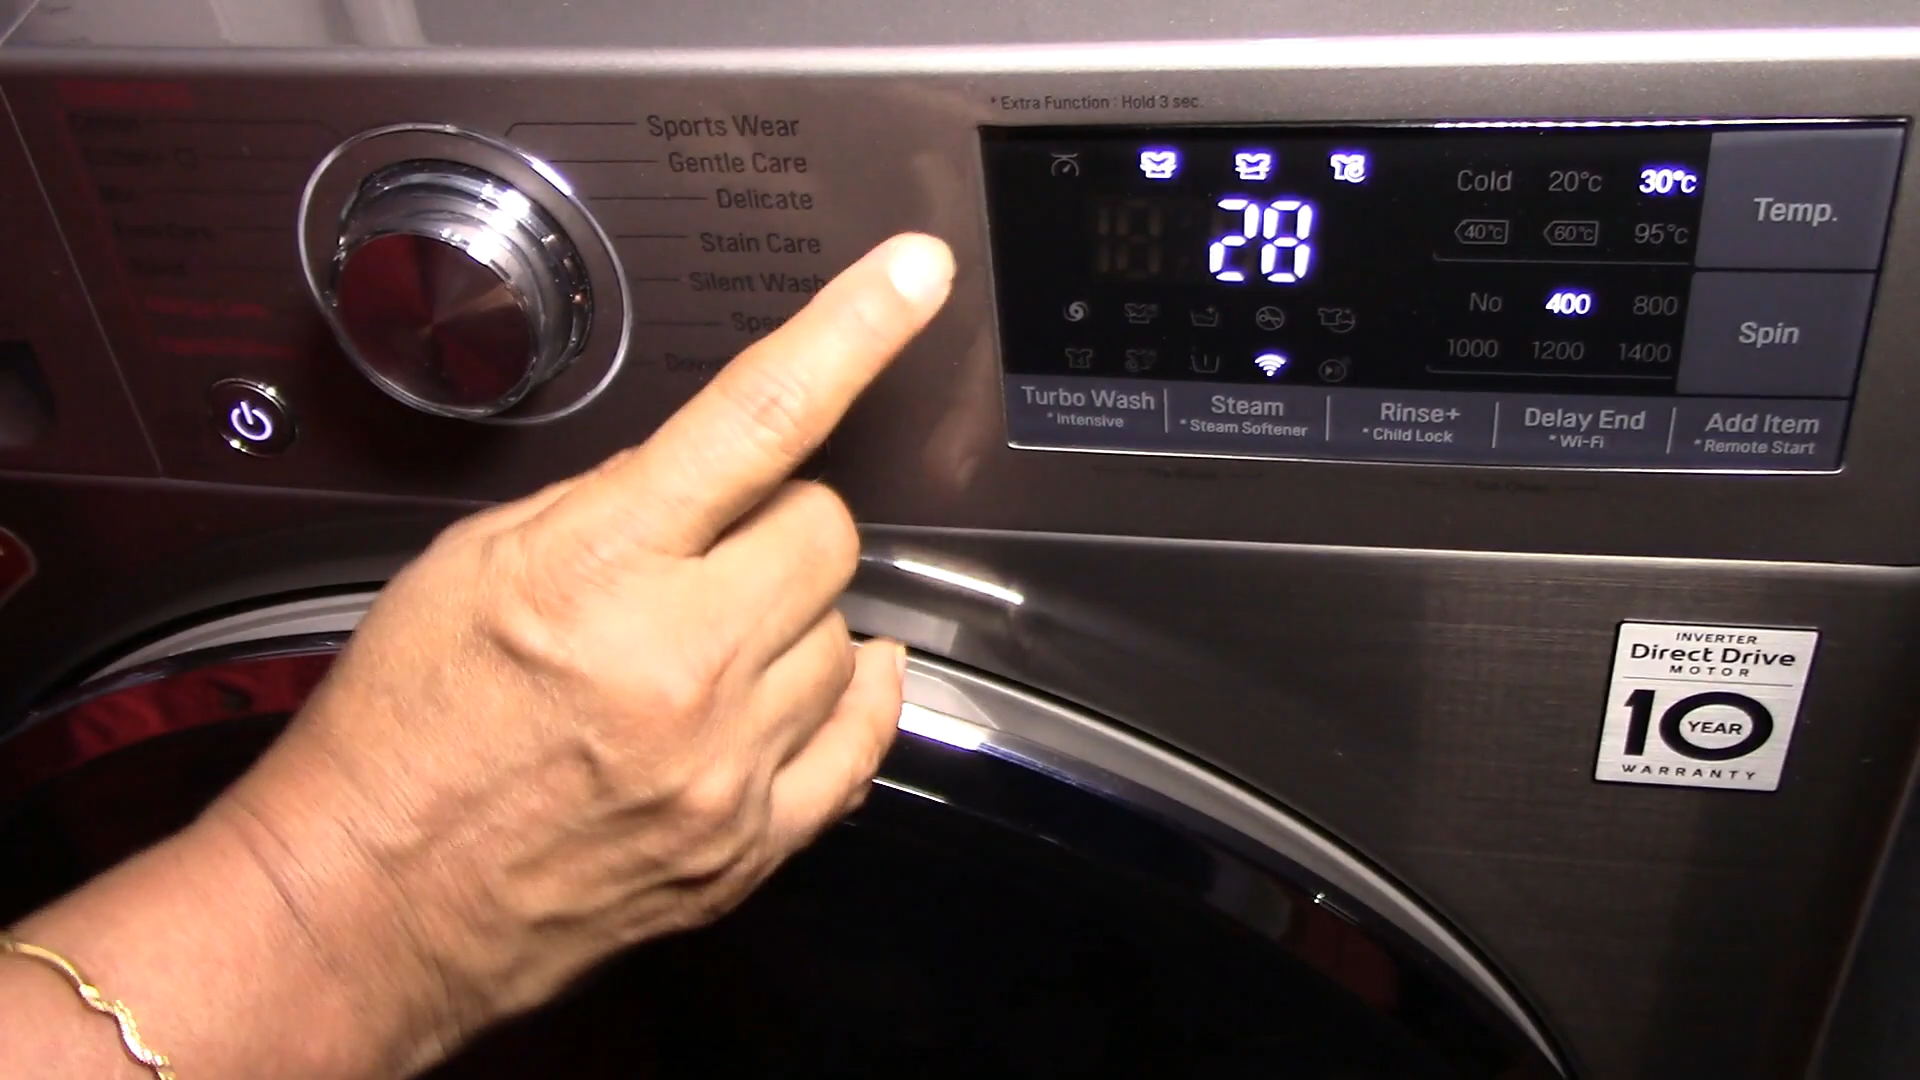 * Extra Function : Hold 3 sec.
Sports Wear
Gentle Care
Delicate
Stain Care
Silent Wash
28
Cold 20°c 30°c
40°c 60°c 95°c
No 400 800
1000 1200 1400
Temp.
Spin
Turbo Wash
* Intensive
Steam
* Steam Softener
Rinse+
* Child Lock
Delay End
* Wi-Fi
Add Item
* Remote Start
INVERTER
Direct Drive
MOTOR
10
YEAR
WARRANTY